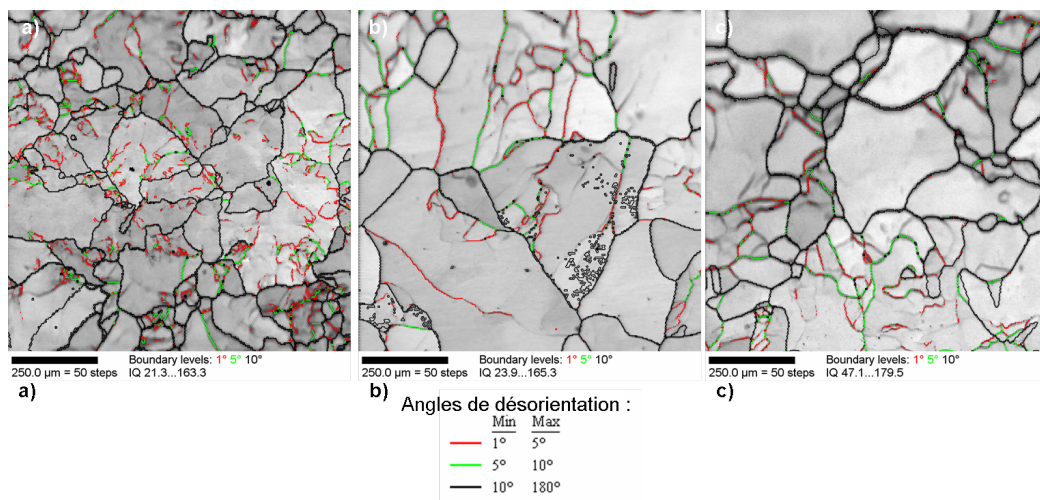 a)
b)
c)
Boundary levels: 1° 5° 10°
250.0 µm = 50 steps IQ 21.3...163.3
Boundary levels: 1° 5° 10°
250.0 µm = 50 steps IQ 23.9...165.3
Boundary levels: 1° 5° 10°
250.0 µm = 50 steps IQ 47.1...179.5
a)
b)
c)
Angles de désorientation :
Min Max
1° 5°
5° 10°
10° 180°